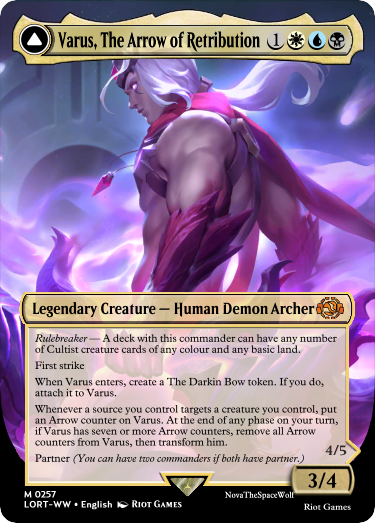 Varus, The Arrow of Retribution 1
Legendary Creature — Human Demon Archer
Rulebreaker — A deck with this commander can have any number
of Cultist creature cards of any colour and any basic land.
First strike
When Varus enters, create a The Darkin Bow token. If you do,
attach it to Varus.
Whenever a source you control targets a creature you control, put
an Arrow counter on Varus. At the end of any phase on your turn,
if Varus has seven or more Arrow counters, remove all Arrow
counters from Varus, then transform him.
4/5
Partner (You can have two commanders if both have partner.)
3/4
M 0257
LORT-WW • English Riot Games
NovaTheSpaceWolf
Riot Games